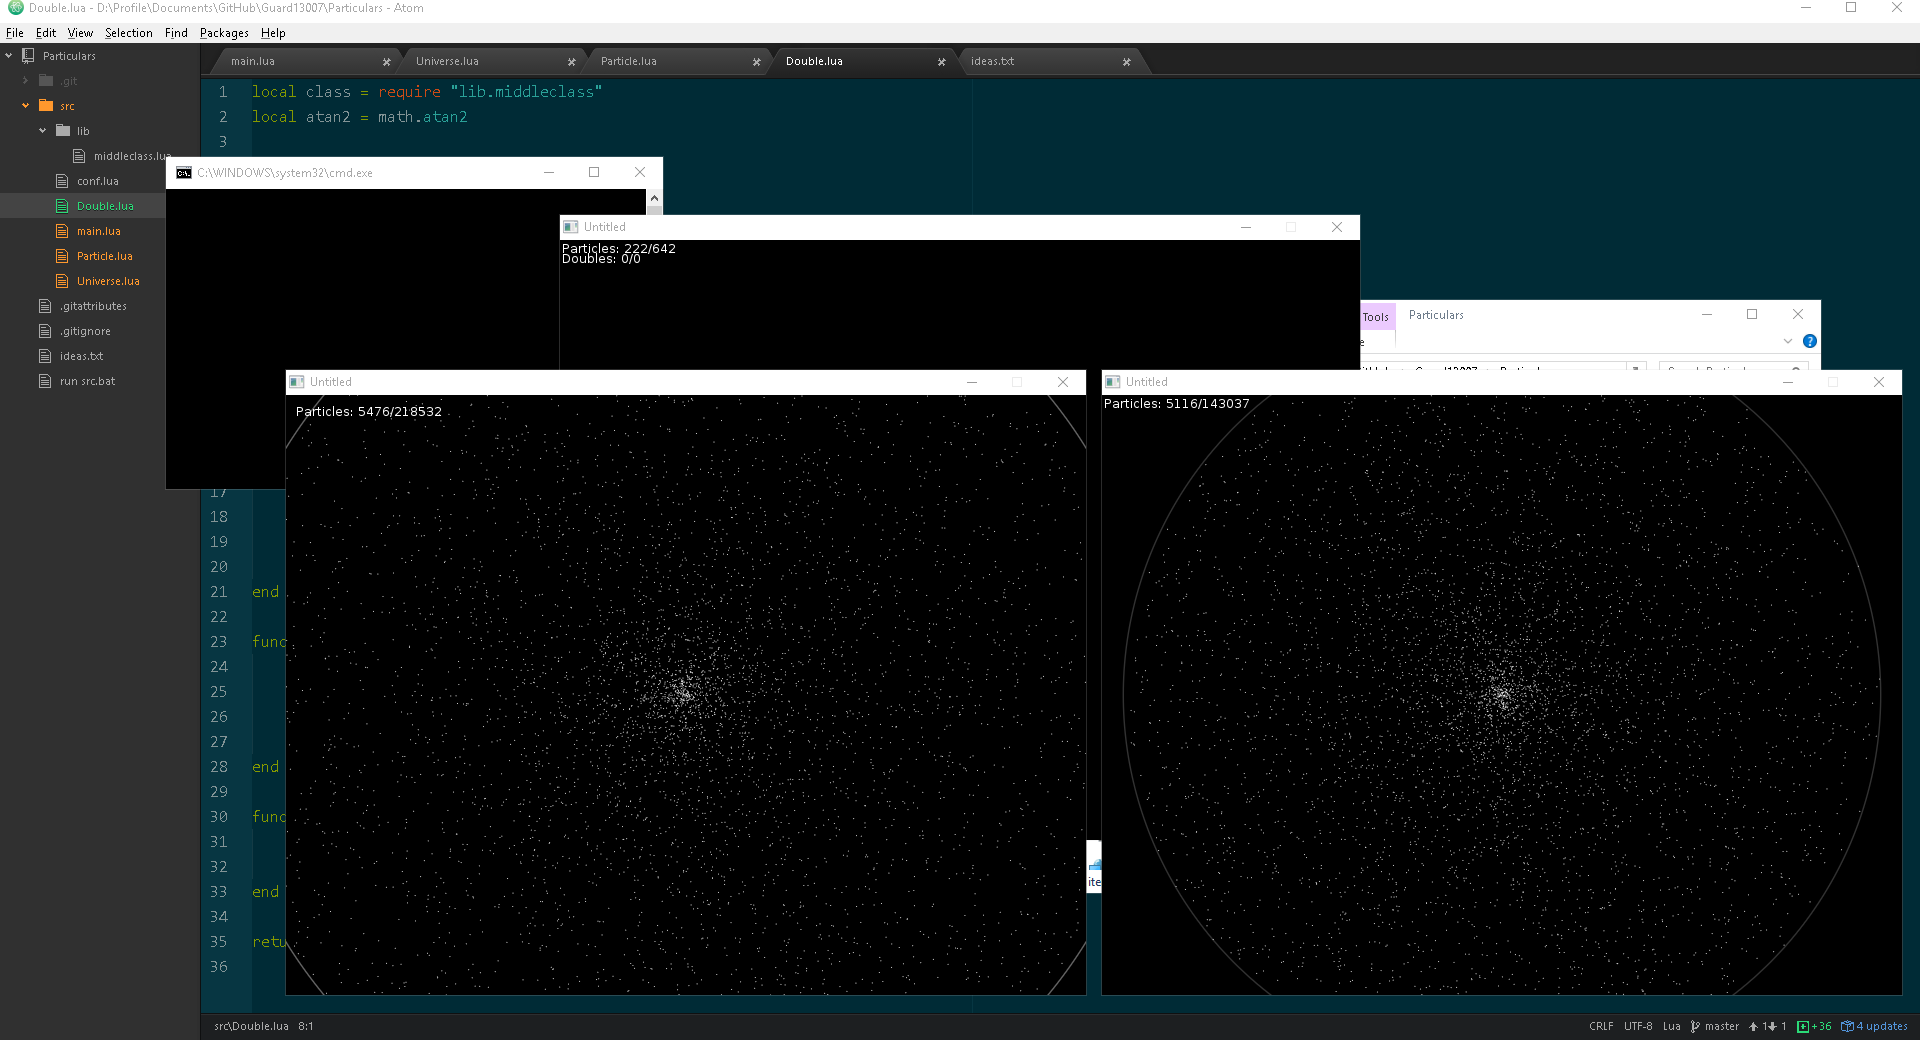 Double.lua - D:\Profile\Documents\GitHub\Guard13007\Particulars - Atom
File Edit View Selection Find Packages Help
Particulars
.git
src
lib
middleclass.lua
conf.lua
Double.lua
main.lua
Particle.lua
Universe.lua
.gitattributes
.gitignore
ideas.txt
run src.bat
main.lua Universe.lua Particle.lua Double.lua ideas.txt
1 local class = require "lib.middleclass"
2 local atan2 = math.atan2
3
C:\WINDOWS\system32\cmd.exe
Untitled
Particles: 222/642
Doubles: 0/0
Tools Particulars
Untitled
Particles: 5476/218532
Untitled
Particles: 5116/143037
17
18
19
20
21 end
22
23 func
24
25
26
27
28 end
29
30 func
31
32
33 end
34
35 retu
36
ite
src\Double.lua 8:1
CRLF UTF-8 Lua master 1 1 +36 4 updates